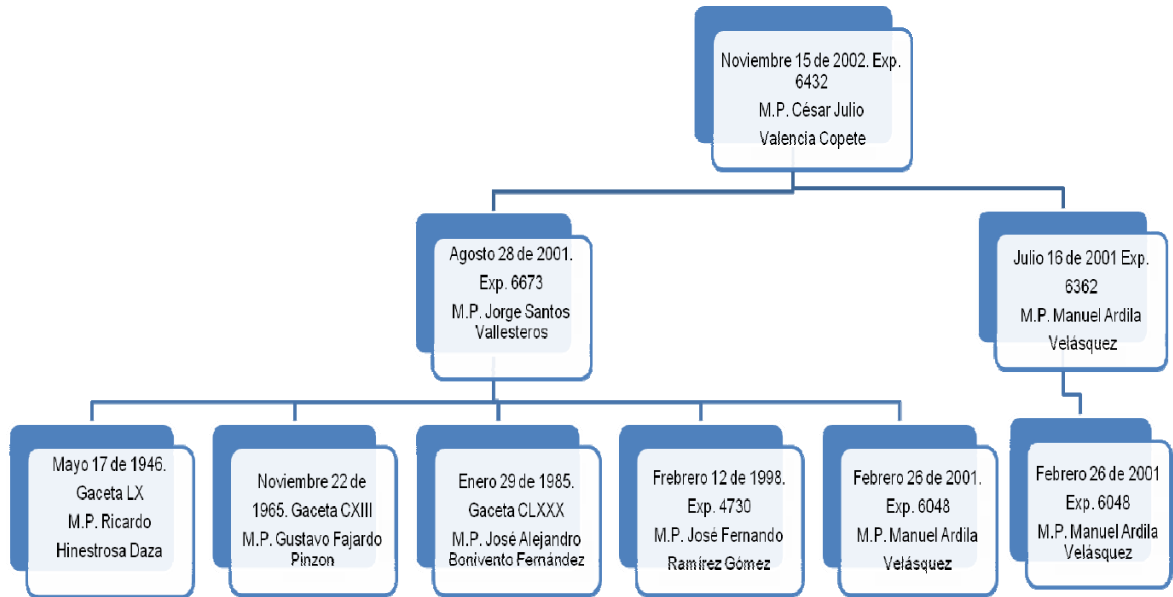 Noviembre 15 de 2002. Exp.
6432
M.P. César Julio
Valencia Copete
Agosto 28 de 2001.
Exp. 6673
M.P. Jorge Santos
Vallesteros
Julio 16 de 2001 Exp.
6362
M.P. Manuel Ardila
Velásquez
Mayo 17 de 1946.
Gaceta LX
M.P. Ricardo
Hinestrosa Daza
Noviembre 22 de
1965. Gaceta CXIII
M.P. Gustavo Fajardo
Pinzon
Enero 29 de 1985.
Gaceta CLXXX
M.P. José Alejandro
Bonivento Fernández
Frebrero 12 de 1998.
Exp. 4730
M.P. José Fernando
Ramírez Gómez
Febrero 26 de 2001.
Exp. 6048
M.P. Manuel Ardila
Velásquez
Febrero 26 de 2001
Exp. 6048
M.P. Manuel Ardila
Velásquez